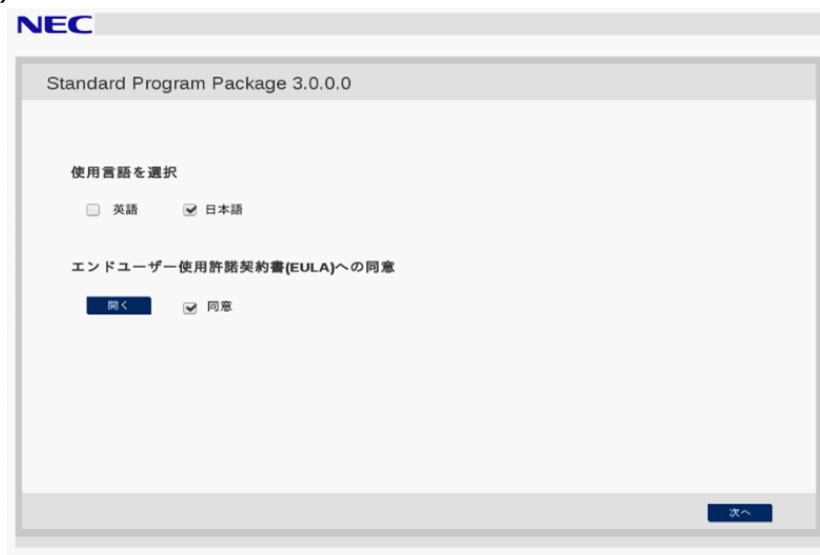 NEC
Standard Program Package 3.0.0.0
使用言語を選択
英語 日本語
エンドユーザー使用許諾契約書(EULA)への同意
開く 同意
次へ